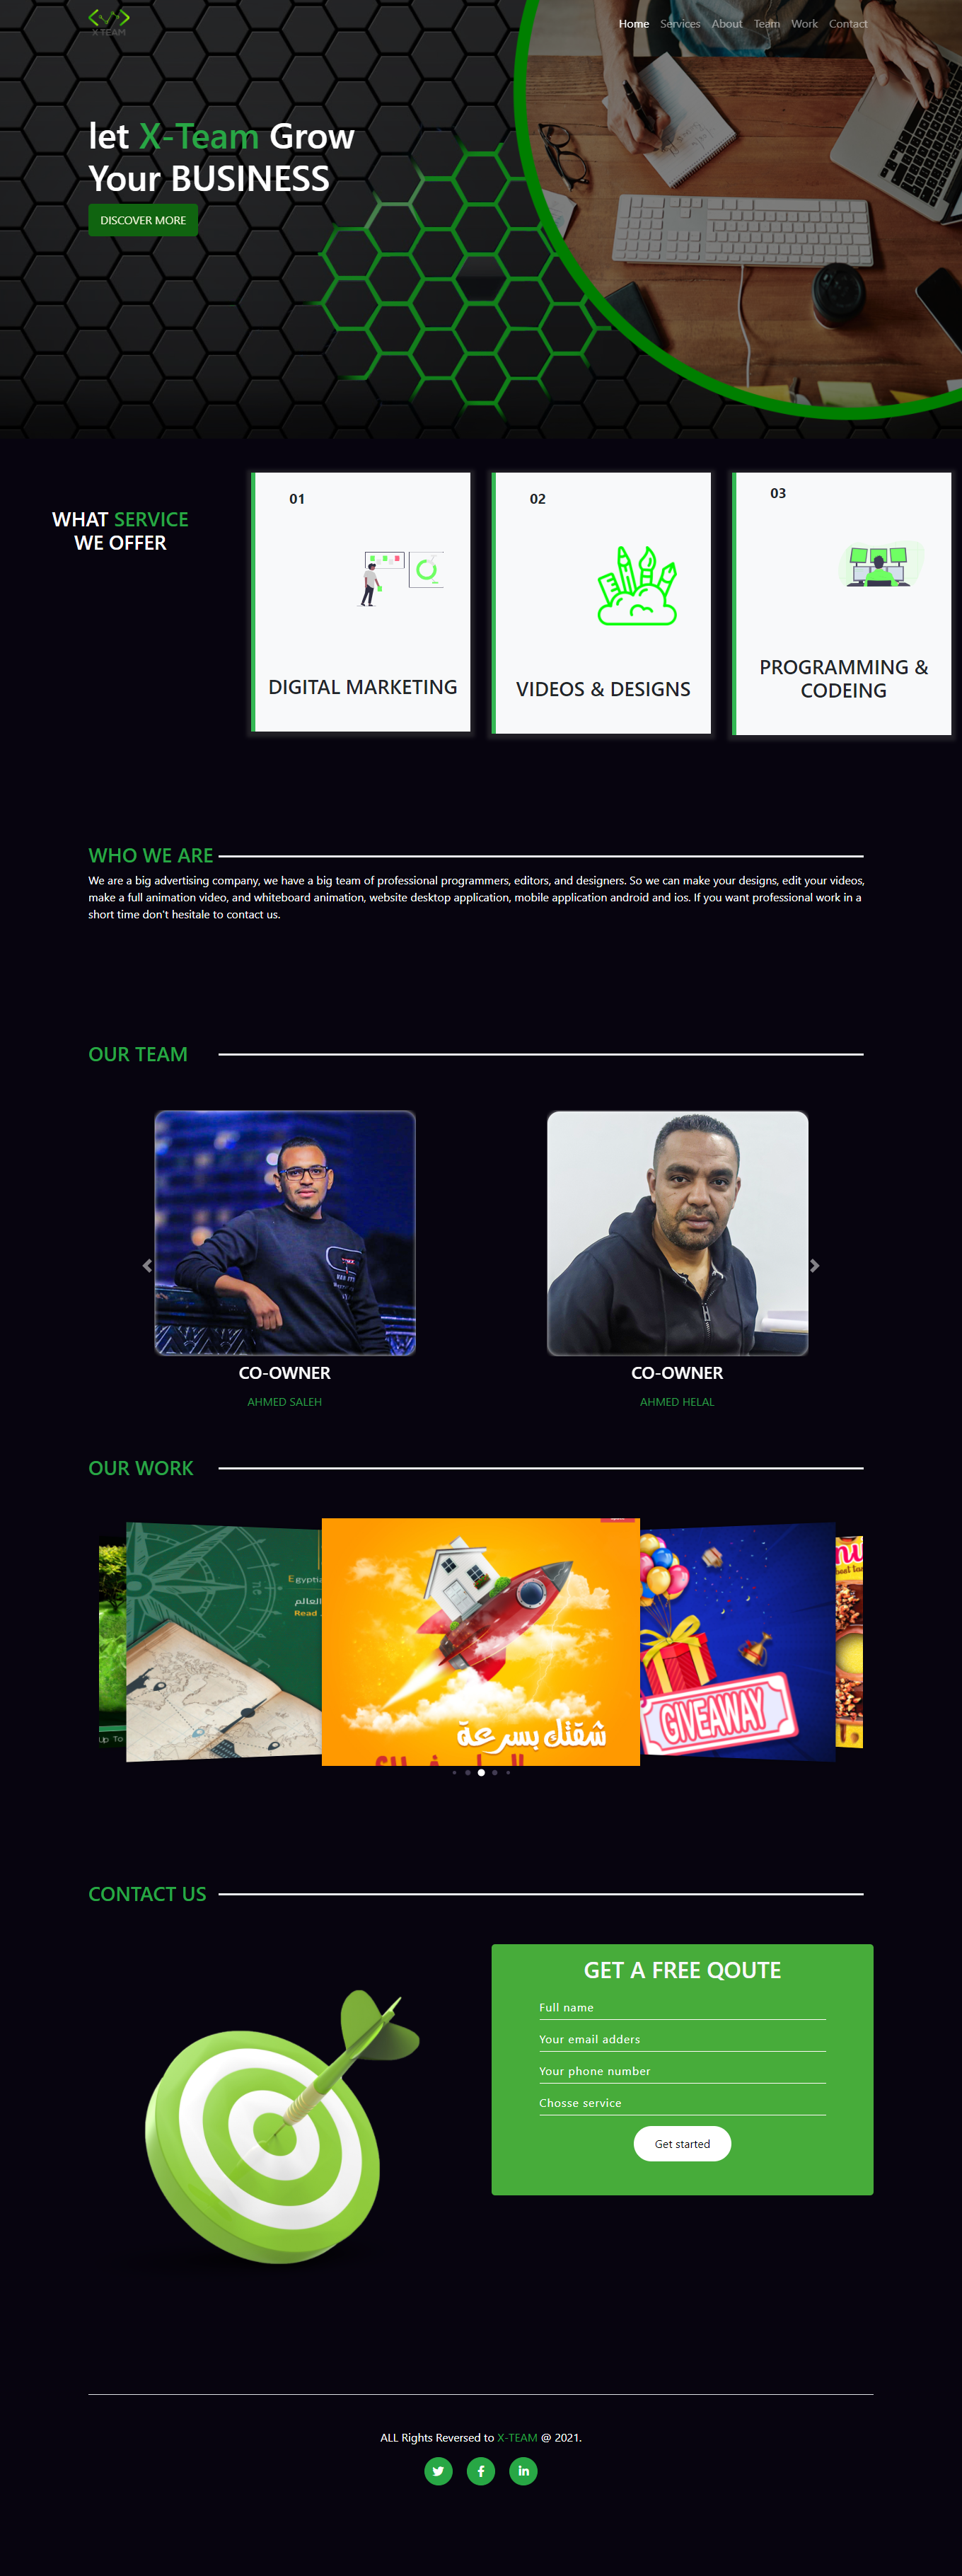 X-TEAM
Home Services About Team Work Contact
let X-Team Grow
Your BUSINESS
DISCOVER MORE
WHAT SERVICE
WE OFFER
01
DIGITAL MARKETING
02
VIDEOS & DESIGNS
03
PROGRAMMING &
CODEING
WHO WE ARE
We are a big advertising company, we have a big team of professional programmers, editors, and designers. So we can make your designs, edit your videos,
make a full animation video, and whiteboard animation, website desktop application, mobile application android and ios. If you want professional work in a
short time don't hesitale to contact us.
OUR TEAM
CO-OWNER
AHMED SALEH
CO-OWNER
AHMED HELAL
OUR WORK
Up To
Egyptia
العالم
Read
شقتك بسرعة
GIVEAWAY
CONTACT US
GET A FREE QOUTE
Full name
Your email adders
Your phone number
Chosse service
Get started
ALL Rights Reversed to X-TEAM @ 2021.